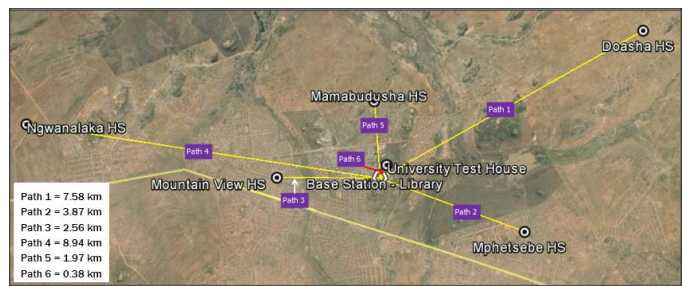 Doasha HS
Mamabudusha HS
Path 1
Ngwanalaka HS
Path 5
Path 4
Path 6
University Test House
Mountain View HS
Base Station - Library
Path 3
Path 2
Mphetsebe HS
Path 1 = 7.58 km
Path 2 = 3.87 km
Path 3 = 2.56 km
Path 4 = 8.94 km
Path 5 = 1.97 km
Path 6 = 0.38 km